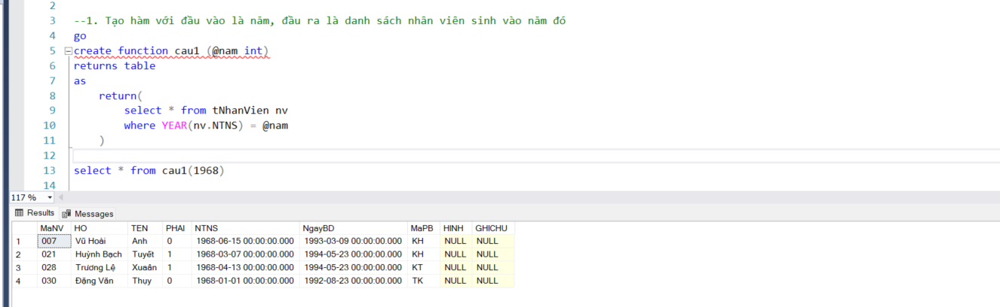 2
3 --1. Tạo hàm với đầu vào là năm, đầu ra là danh sách nhân viên sinh vào năm đó
4 go
5 create function cau1 (@nam int)
6 returns table
7 as
8 return(
9 select * from tNhanVien nv
10 where YEAR(nv.NTNS) = @nam
11 )
12
13 select * from cau1(1968)
14
117 %
Results Messages
MaNV HO TEN PHAI NTNS NgayBD MaPB HINH GHICHU
1 007 Vũ Hoài Anh 0 1968-06-15 00:00:00.000 1993-03-09 00:00:00.000 KH NULL NULL
2 021 Huỳnh Bạch Tuyết 1 1968-03-07 00:00:00.000 1994-05-23 00:00:00.000 KH NULL NULL
3 028 Trương Lệ Xuaân 1 1968-04-13 00:00:00.000 1994-05-23 00:00:00.000 KT NULL NULL
4 030 Đặng Văn Thụy 0 1968-01-01 00:00:00.000 1992-08-23 00:00:00.000 TK NULL NULL